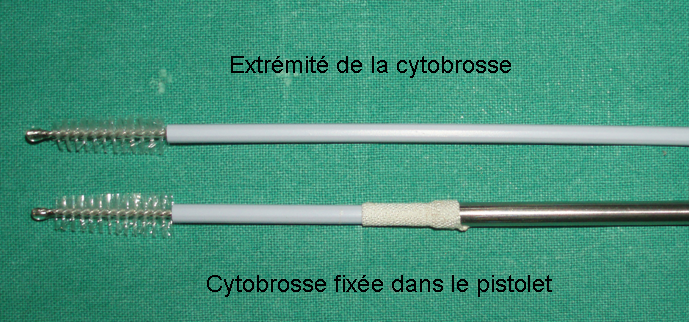 Extrémité de la cytobrosse
Cytobrosse fixée dans le pistolet